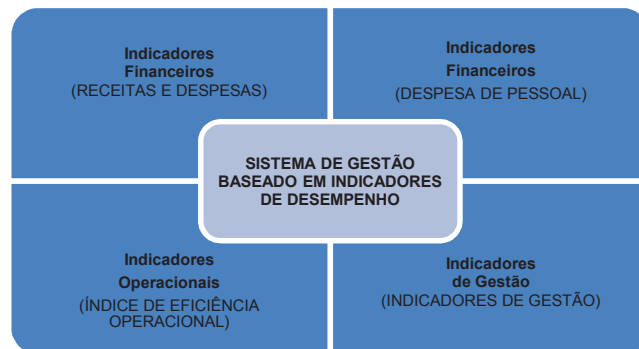 Indicadores
Financeiros
(RECEITAS E DESPESAS)
Indicadores
Financeiros
(DESPESA DE PESSOAL)
SISTEMA DE GESTÃO
BASEADO EM INDICADORES
DE DESEMPENHO
Indicadores
Operacionais
(ÍNDICE DE EFICIÊNCIA
OPERACIONAL)
Indicadores
de Gestão
(INDICADORES DE GESTÃO)